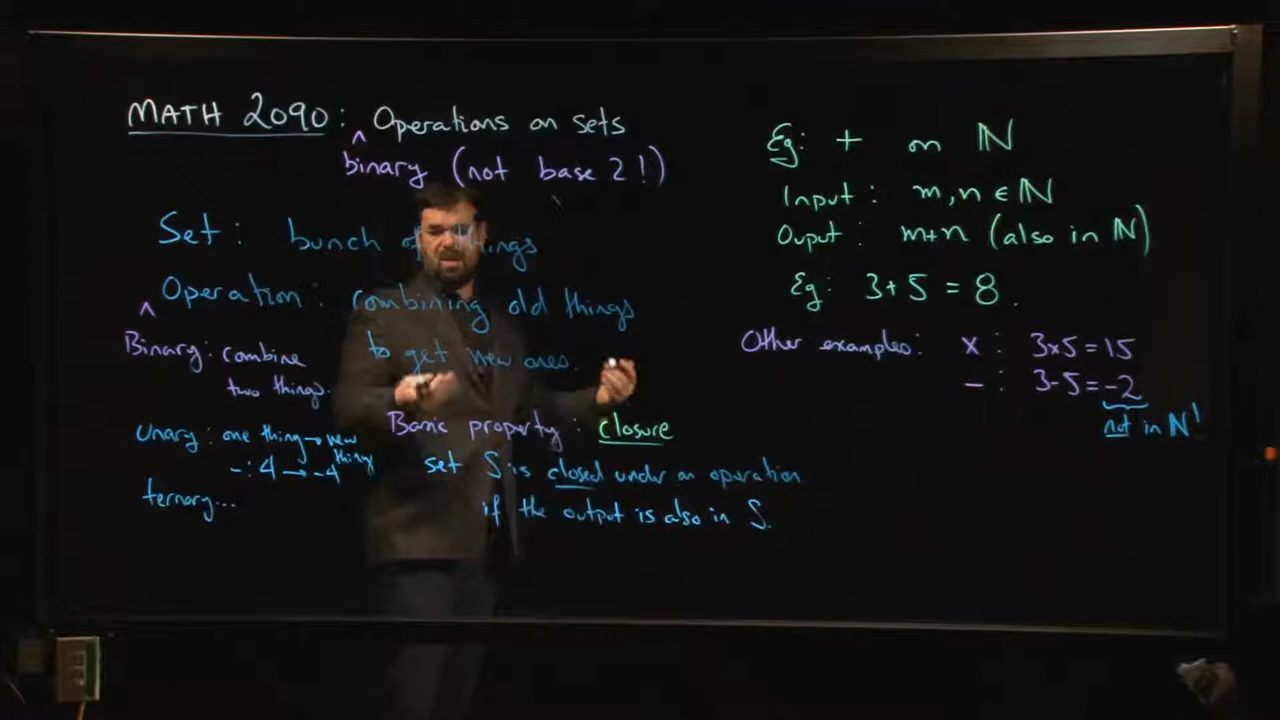 MATH 2090: Operations on sets
^
binary (not base 2!)
Set: bunch of things
Operation: combining old things
to get new ones.
^
Binary: combine
two things.
Unary: one thing → new
thing
-: 4 → -4
ternary...
Basic property: closure
set S is closed under an operation
if the output is also in S.
Eg: + on ℕ
Input: m,n ∈ ℕ
Ouput: m+n (also in ℕ)
Eg: 3+5 = 8.
Other examples: ×: 3×5=15
-: 3-5=-2
not in ℕ!